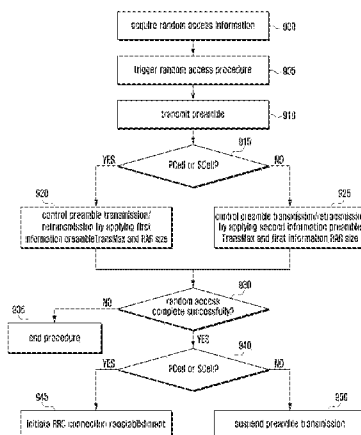 acquire random access information
900
trigger random access procedure
905
transmit preamble
910
915
PCell or SCell?
YES
NO
920
925
control preamble transmission/
retransmission by applying first
information preambleTransMax and RAR size
control preamble transmission/retransmission
by applying second information preamble
TransMax and first information RAR size
930
random access
complete successfully?
NO
935
end procedure
YES
940
PCell or SCell?
YES
NO
945
950
initiate RRC connection reestablishment
suspend preamble transmission